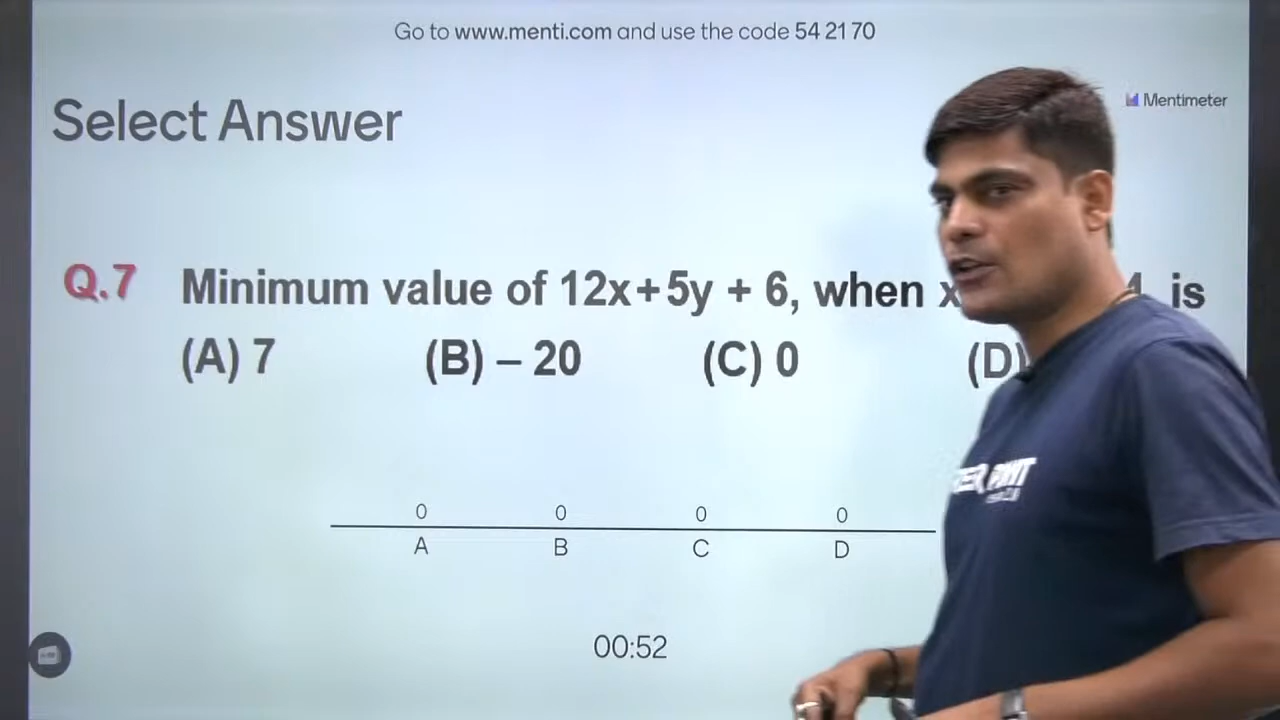 Go to www.menti.com and use the code 54 21 70
Mentimeter
Select Answer
Q.7 Minimum value of 12x+5y + 6, when x is
(A) 7 (B) – 20 (C) 0 (D)
0 0 0 0
A B C D
00:52